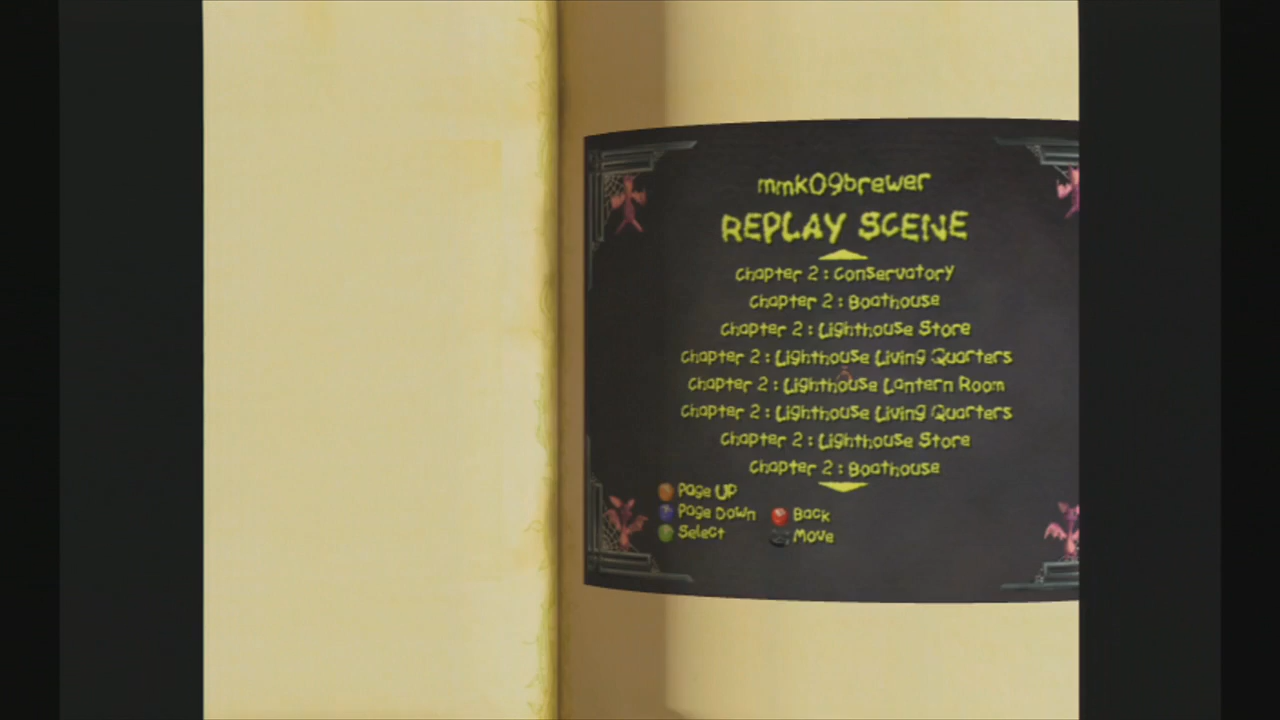 mmk09brewer
REPLAY SCENE
Chapter 2 : Conservatory
Chapter 2 : Boathouse
Chapter 2 : Lighthouse Store
Chapter 2 : Lighthouse Living Quarters
Chapter 2 : Lighthouse Lantern Room
Chapter 2 : Lighthouse Living Quarters
Chapter 2 : Lighthouse Store
Chapter 2 : Boathouse
Page UP
Page Down
Back
Select
Move